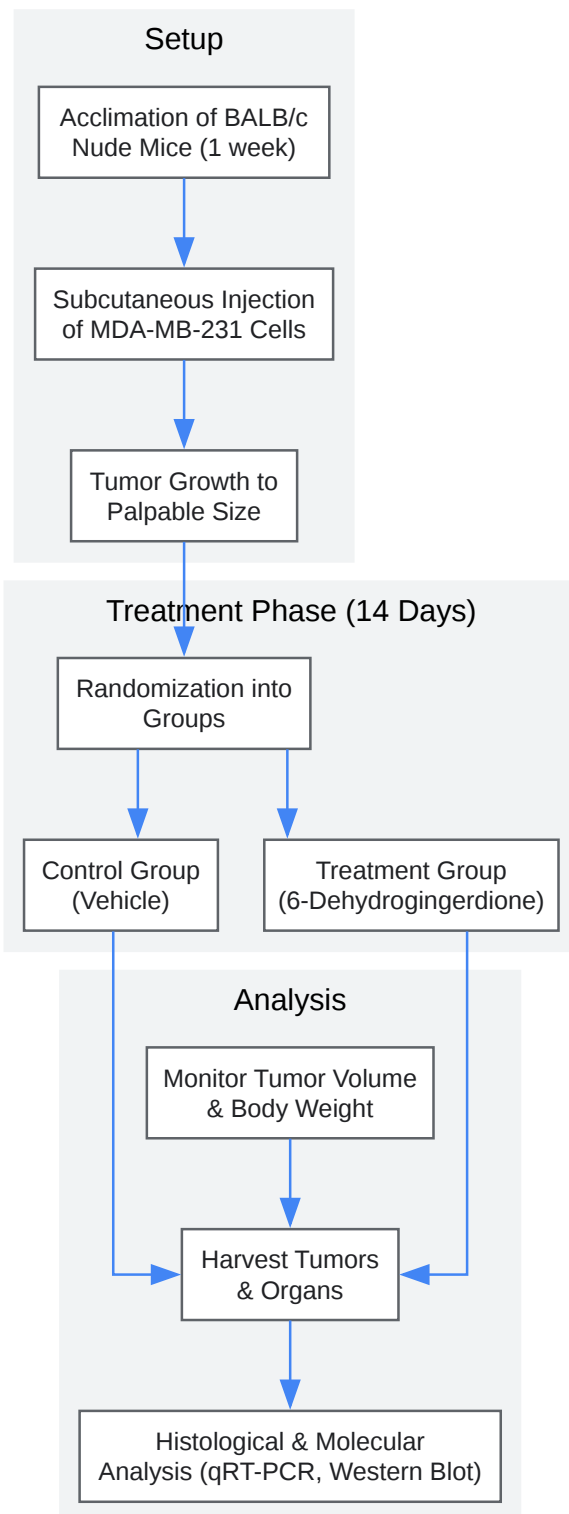 Setup
Acclimation of BALB/c
Nude Mice (1 week)
Subcutaneous Injection
of MDA-MB-231 Cells
Tumor Growth to
Palpable Size
Treatment Phase (14 Days)
Randomization into
Groups
Control Group
(Vehicle)
Treatment Group
(6-Dehydrogingerdione)
Analysis
Monitor Tumor Volume
& Body Weight
Harvest Tumors
& Organs
Histological & Molecular
Analysis (qRT-PCR, Western Blot)